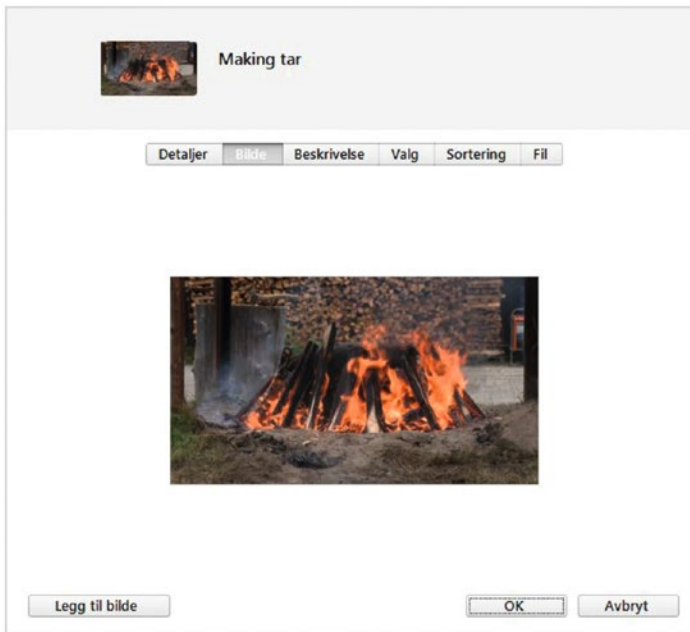 Making tar
Detaljer Bilde Beskrivelse Valg Sortering Fil
Legg til bilde OK Avbryt